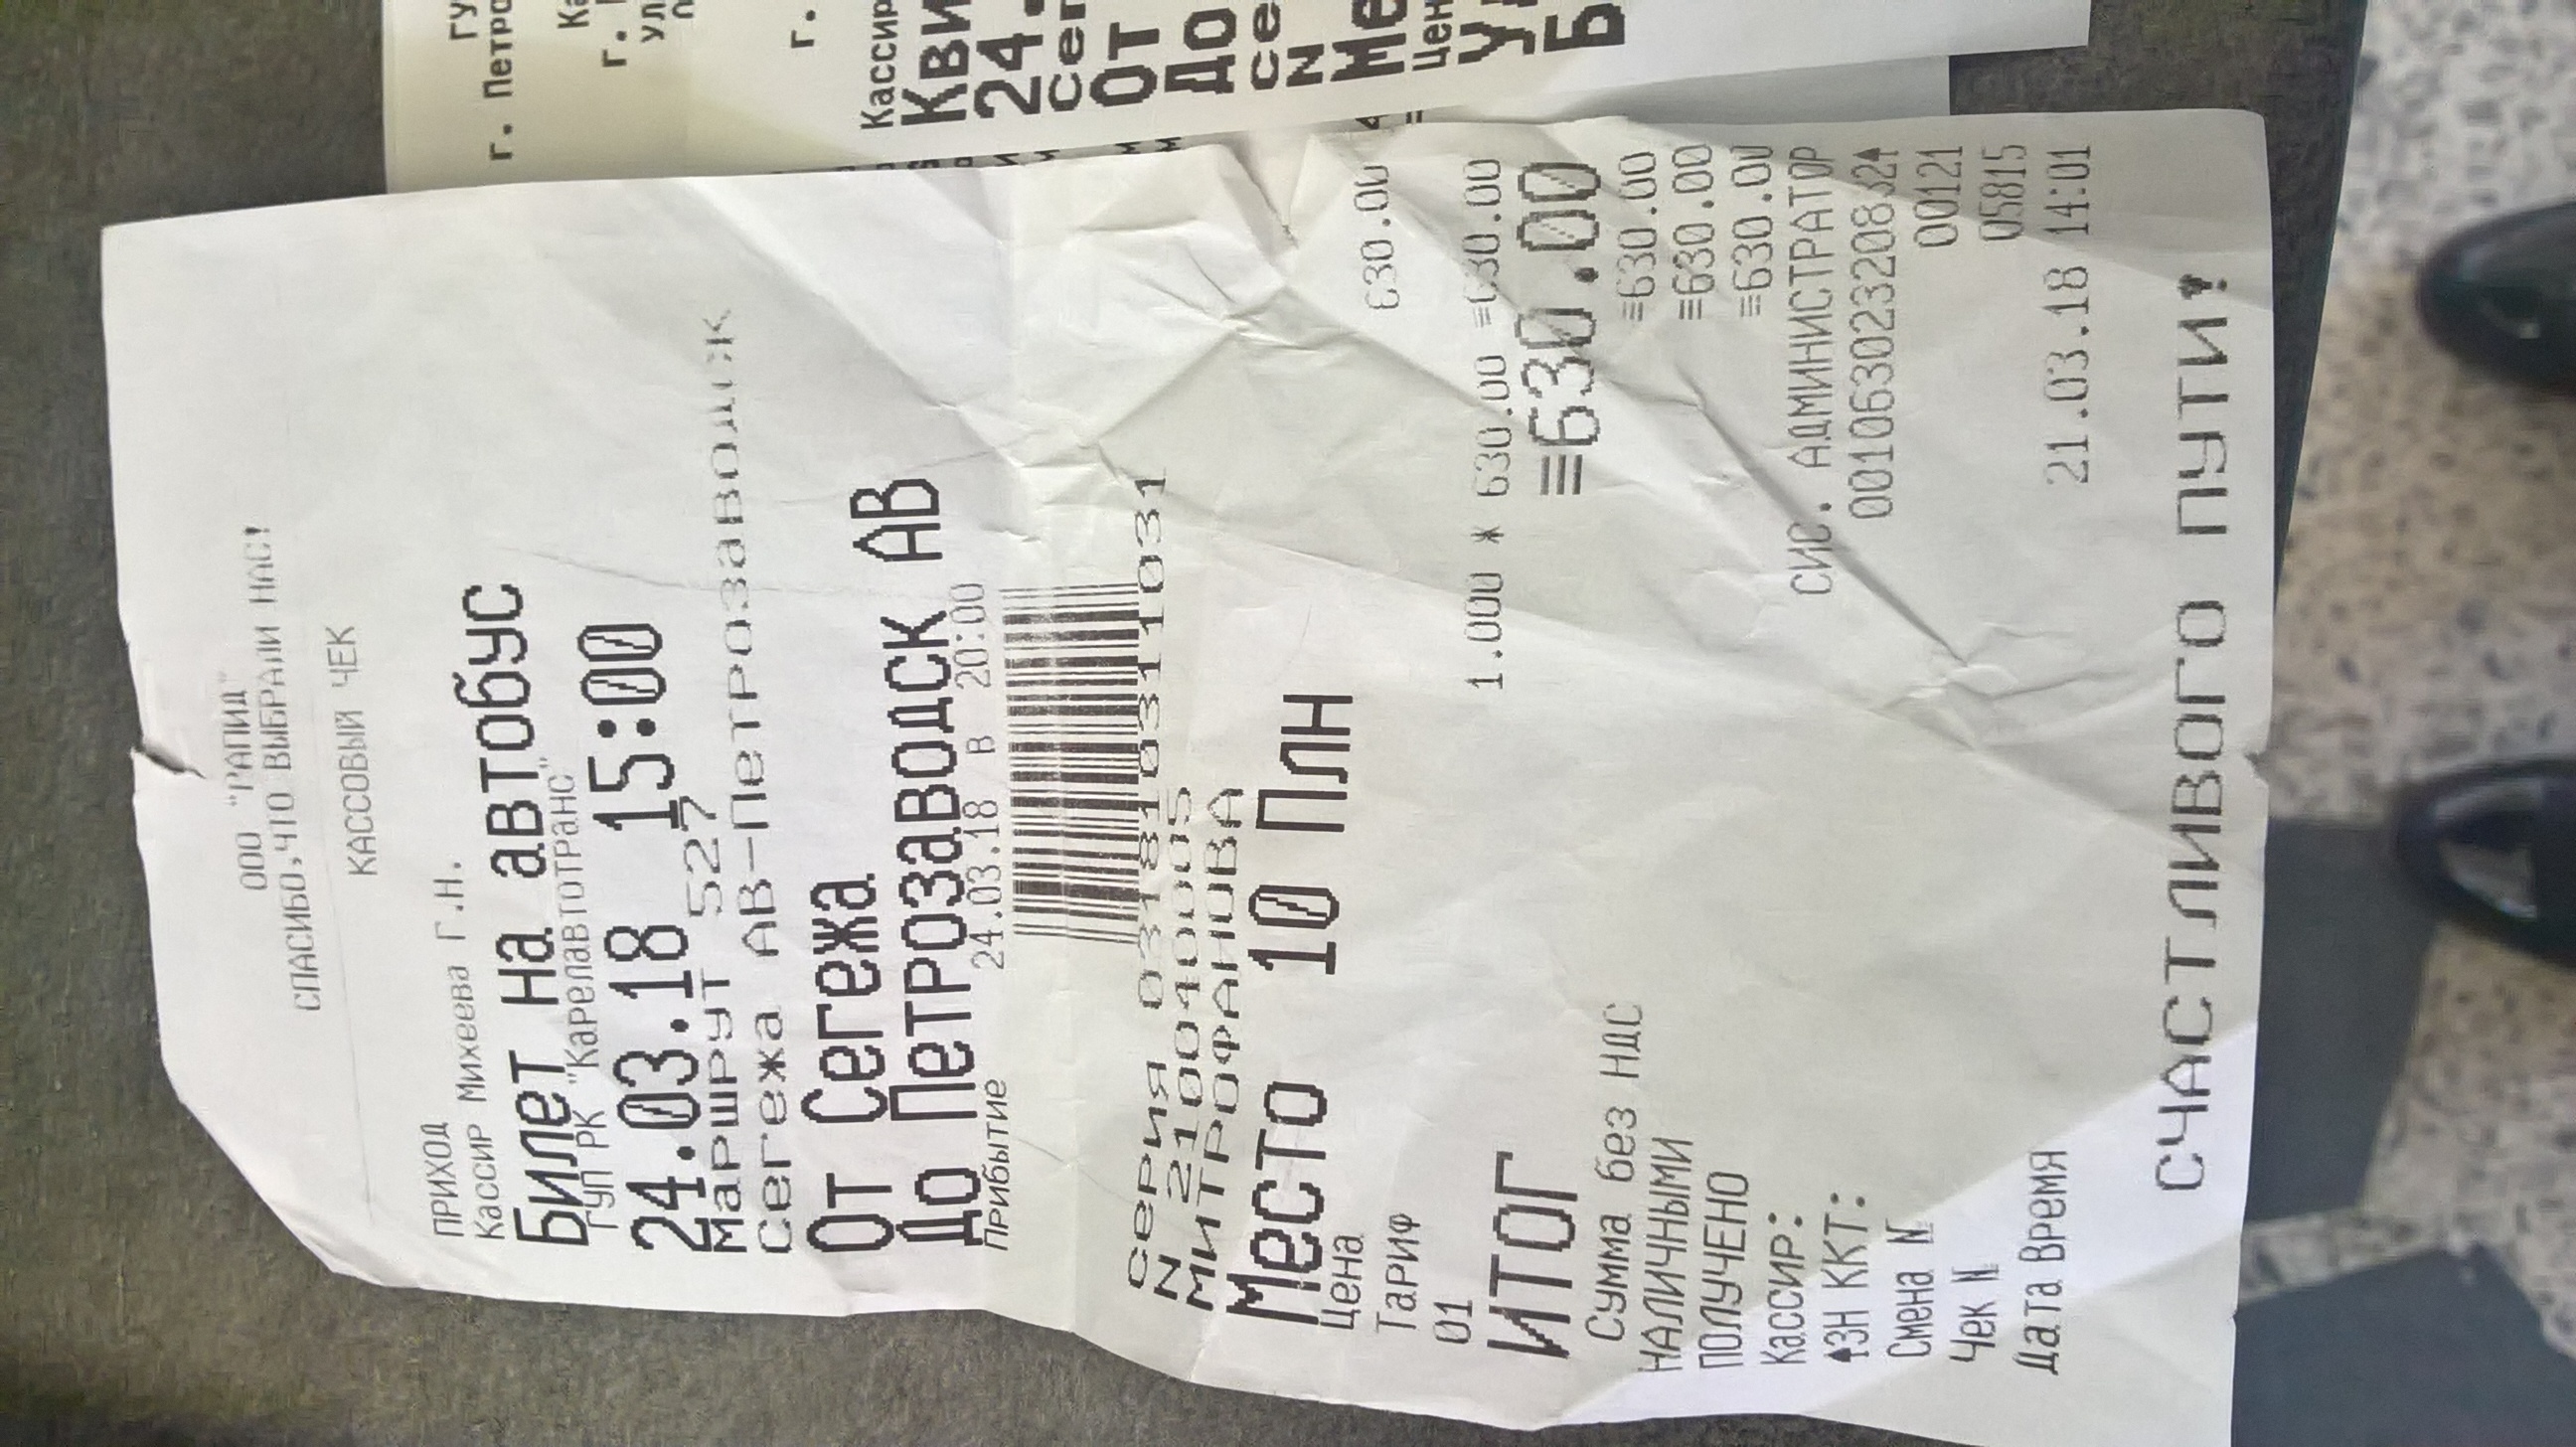 ООО "РАПИД"
СПАСИБО,ЧТО ВЫБРАЛИ НАС!
КАССОВЫЙ ЧЕК
ПРИХОД
Кассир Михеева Г.Н.
Билет на автобус
ГУП РК "Карелавтотранс"
24.03.18 15:00
Маршрут 527
Сегежа АВ-Петрозаводск
От Сегежа
До Петрозаводск АВ
Прибытие 24.03.18 в 20:00
серия 031810311031
N 210040005
МИТРОФАНОВА
Место 10 Плн
Цена 630.00
Тариф
01 1.000 * 630.00 ≡630.00
ИТОГ ≡630.00
Сумма без НДС ≡630.00
НАЛИЧНЫМИ ≡630.00
ПОЛУЧЕНО ≡630.00
Кассир: СИС. АДМИНИСТРАТОР
ЗН ККТ:
Смена N 00121
Чек N 05815
Дата Время 21.03.18 14:01
СЧАСТЛИВОГО ПУТИ!
ГУ
г. Петро
Ка
г.
ул
г.
Кассир
Кви
24.
Сег
От
До
се
N
Ме
Цен